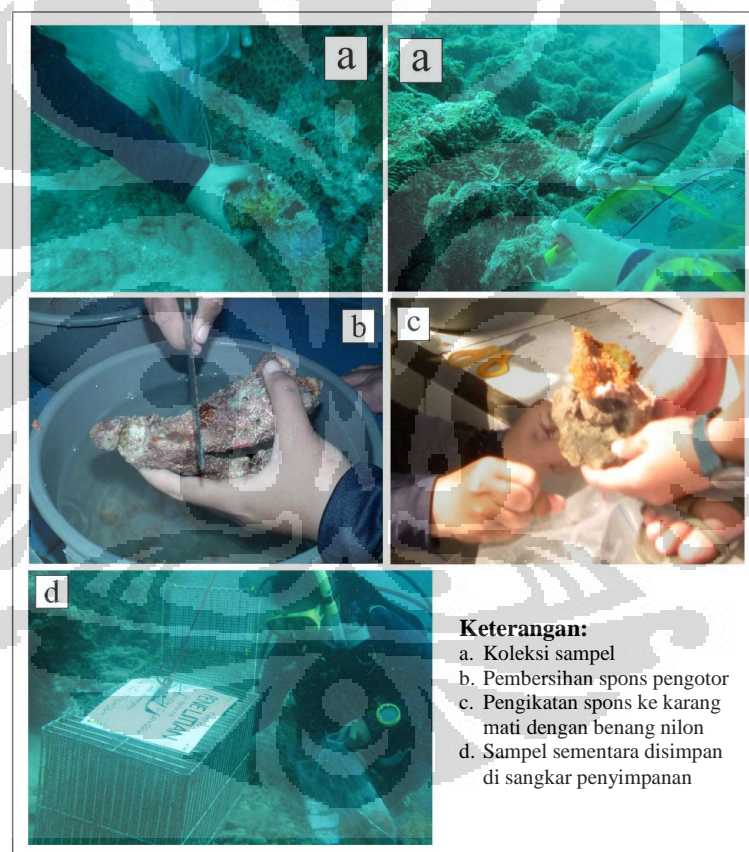 a
a
b
c
d
Keterangan:
a. Koleksi sampel
b. Pembersihan spons pengotor
c. Pengikatan spons ke karang
mati dengan benang nilon
d. Sampel sementara disimpan
di sangkar penyimpanan